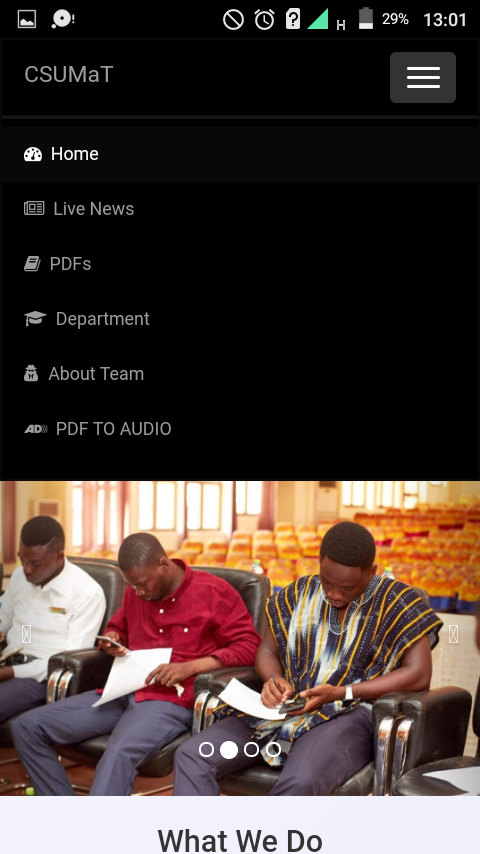 H 29% 13:01
CSUMaT
Home
Live News
PDFs
Department
About Team
PDF TO AUDIO
What We Do